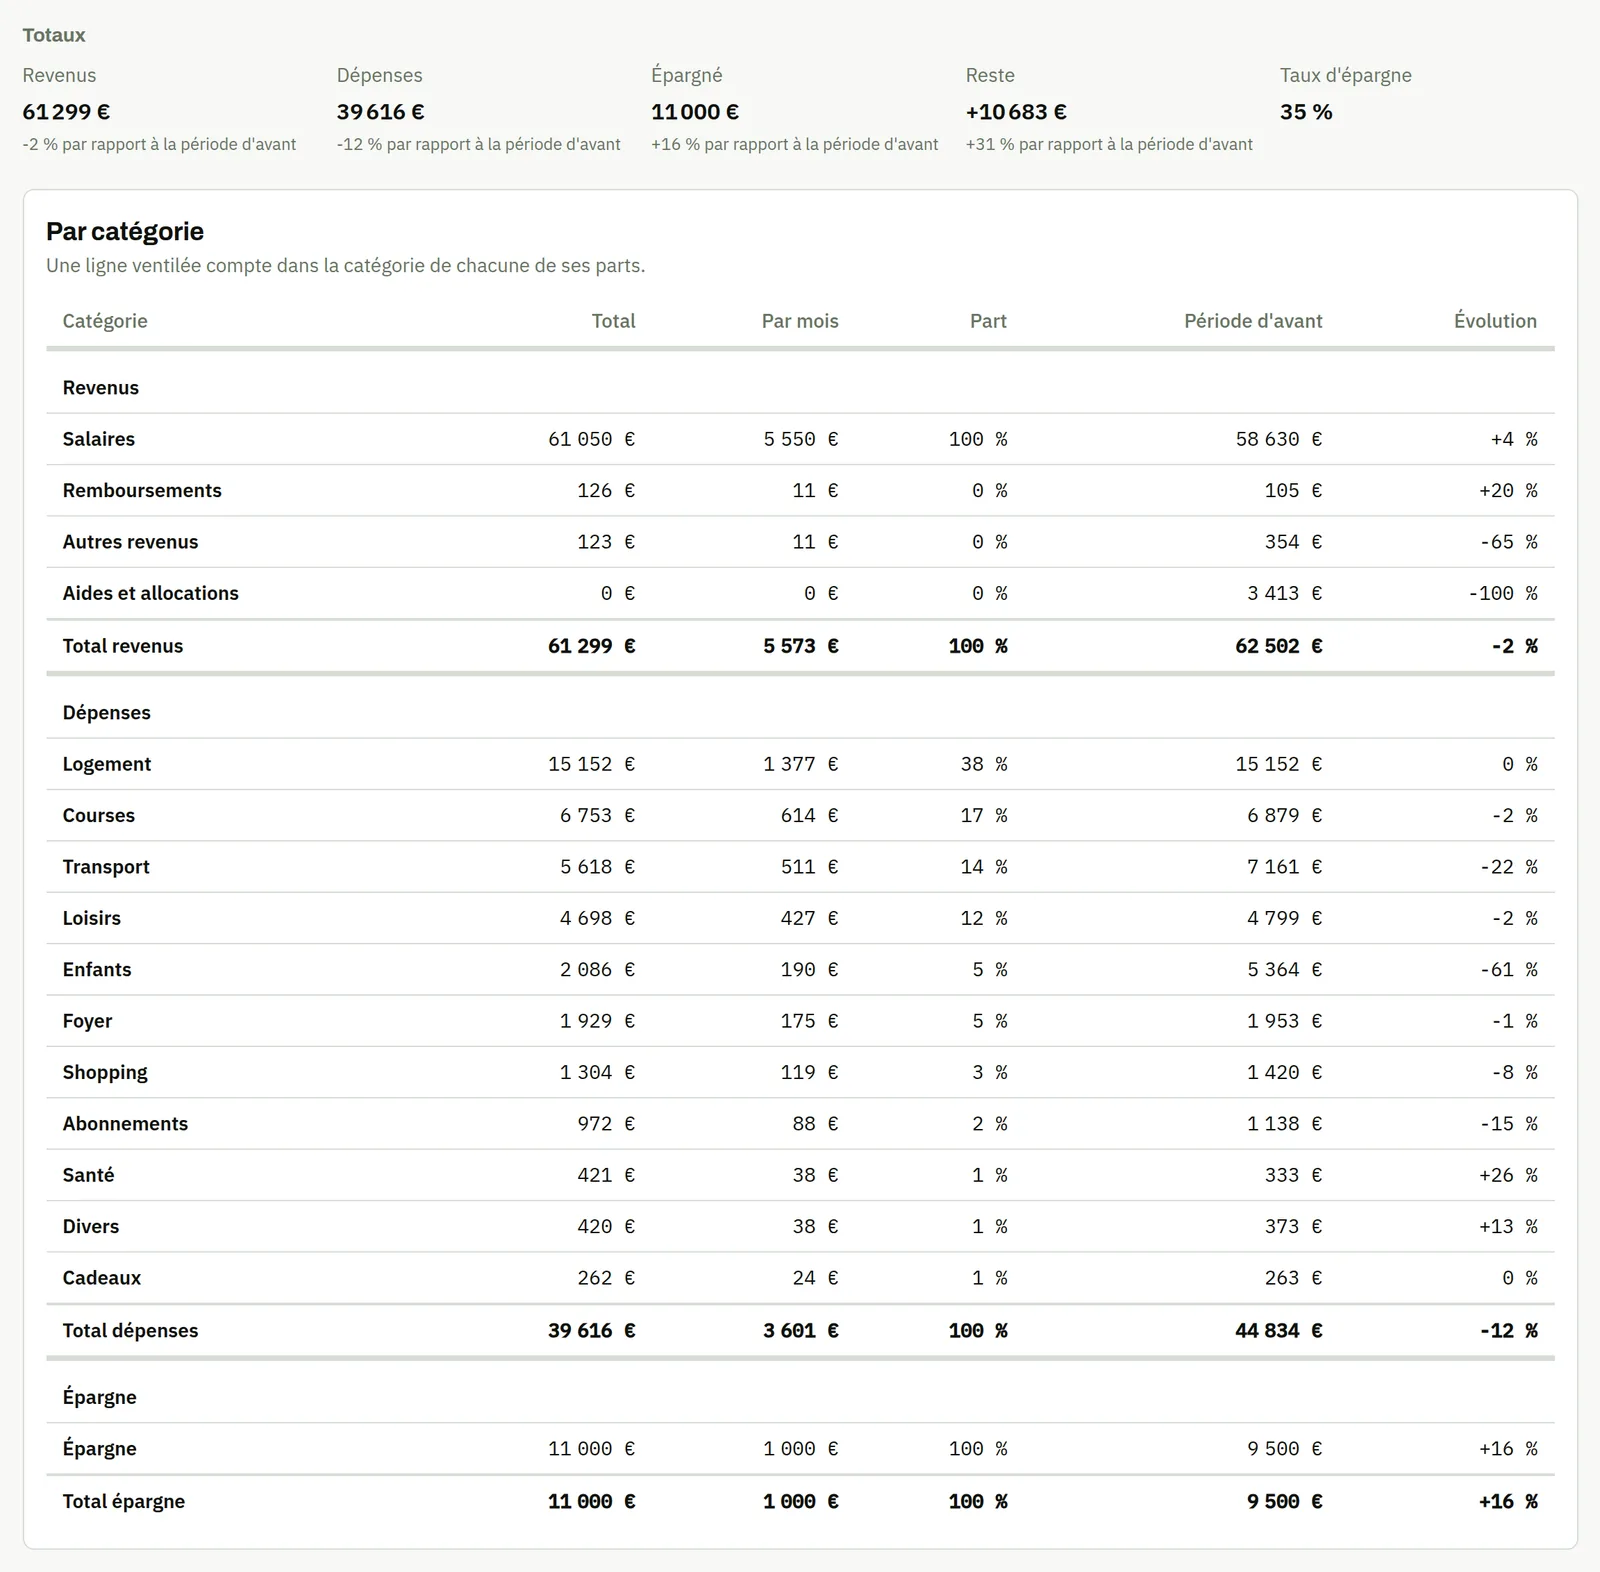 Totaux
Revenus Dépenses Épargné Reste Taux d'épargne
61 299 € 39 616 € 11 000 € +10 683 € 35 %
-2 % par rapport à la période d'avant -12 % par rapport à la période d'avant +16 % par rapport à la période d'avant +31 % par rapport à la période d'avant
Par catégorie
Une ligne ventilée compte dans la catégorie de chacune de ses parts.
Catégorie Total Par mois Part Période d'avant Évolution
Revenus
Salaires 61 050 € 5 550 € 100 % 58 630 € +4 %
Remboursements 126 € 11 € 0 % 105 € +20 %
Autres revenus 123 € 11 € 0 % 354 € -65 %
Aides et allocations 0 € 0 € 0 % 3 413 € -100 %
Total revenus 61 299 € 5 573 € 100 % 62 502 € -2 %
Dépenses
Logement 15 152 € 1 377 € 38 % 15 152 € 0 %
Courses 6 753 € 614 € 17 % 6 879 € -2 %
Transport 5 618 € 511 € 14 % 7 161 € -22 %
Loisirs 4 698 € 427 € 12 % 4 799 € -2 %
Enfants 2 086 € 190 € 5 % 5 364 € -61 %
Foyer 1 929 € 175 € 5 % 1 953 € -1 %
Shopping 1 304 € 119 € 3 % 1 420 € -8 %
Abonnements 972 € 88 € 2 % 1 138 € -15 %
Santé 421 € 38 € 1 % 333 € +26 %
Divers 420 € 38 € 1 % 373 € +13 %
Cadeaux 262 € 24 € 1 % 263 € 0 %
Total dépenses 39 616 € 3 601 € 100 % 44 834 € -12 %
Épargne
Épargne 11 000 € 1 000 € 100 % 9 500 € +16 %
Total épargne 11 000 € 1 000 € 100 % 9 500 € +16 %